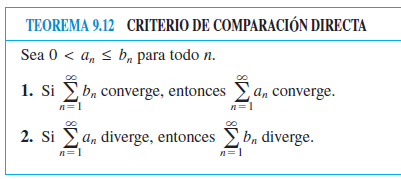 TEOREMA 9.12 CRITERIO DE COMPARACIÓN DIRECTA
Sea 0 < aₙ ≤ bₙ para todo n.
1. Si ∑_{n=1}^{∞} bₙ converge, entonces ∑_{n=1}^{∞} aₙ converge.
2. Si ∑_{n=1}^{∞} aₙ diverge, entonces ∑_{n=1}^{∞} bₙ diverge.